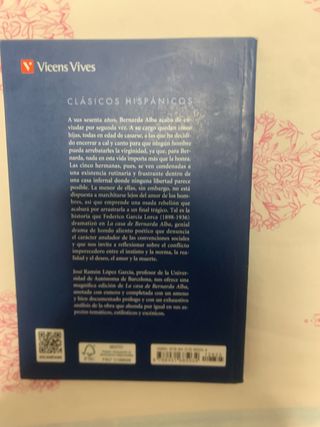 Vicens Vives
CLÁSICOS HISPÁNICOS
A sus sesenta años, Bernarda Alba acaba de en-
viudar por segunda vez. A su cargo quedan cinco
hijas, todas en edad de casarse, a las que ha deci-
dido encerrar a cal y canto para que ningún hombre
pueda arrebatarles la virginidad, ya que, para Ber-
narda, nada en esta vida importa más que la honra.
Las cinco hermanas, pues, se ven condenadas a
una existencia rutinaria y frustrante dentro de
una casa infernal donde ninguna libertad parece
posible. La menor de ellas, sin embargo, no está
dispuesta a marchitarse lejos del amor de los hom-
bres, así que emprende una muda rebelión que
acabará por arrastrarla a un final trágico. Tal es la
historia que Federico García Lorca (1898-1936)
dramatizó en La casa de Bernarda Alba, genial
drama de hondo aliento poético que denuncia
el carácter anulador de las convenciones sociales
y que nos invita a reflexionar sobre el conflicto
imperecedero entre el instinto y la norma, la rea-
lidad y el deseo, el amor y la muerte.
José Ramón López García, profesor de la Univer-
sidad de Autónoma de Barcelona, nos ofrece una
magnífica edición de La casa de Bernarda Alba,
anotada con esmero y completada con un ameno
y bien documentado prólogo y con un exhaustivo
análisis de la obra que ahonda por igual en sus as-
pectos temáticos, estilísticos y escénicos.
FSC